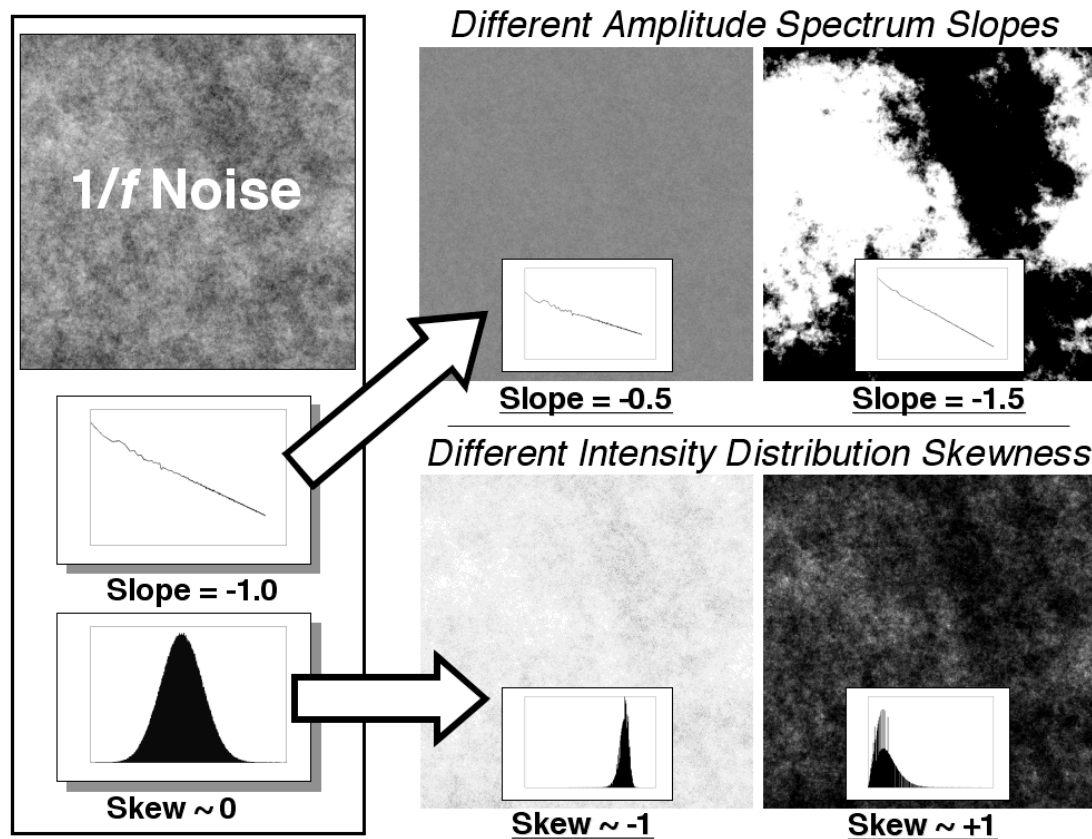 1/f Noise
Slope = -1.0
Skew ~ 0
Different Amplitude Spectrum Slopes
Slope = -0.5
Slope = -1.5
Different Intensity Distribution Skewness
Skew ~ -1
Skew ~ +1